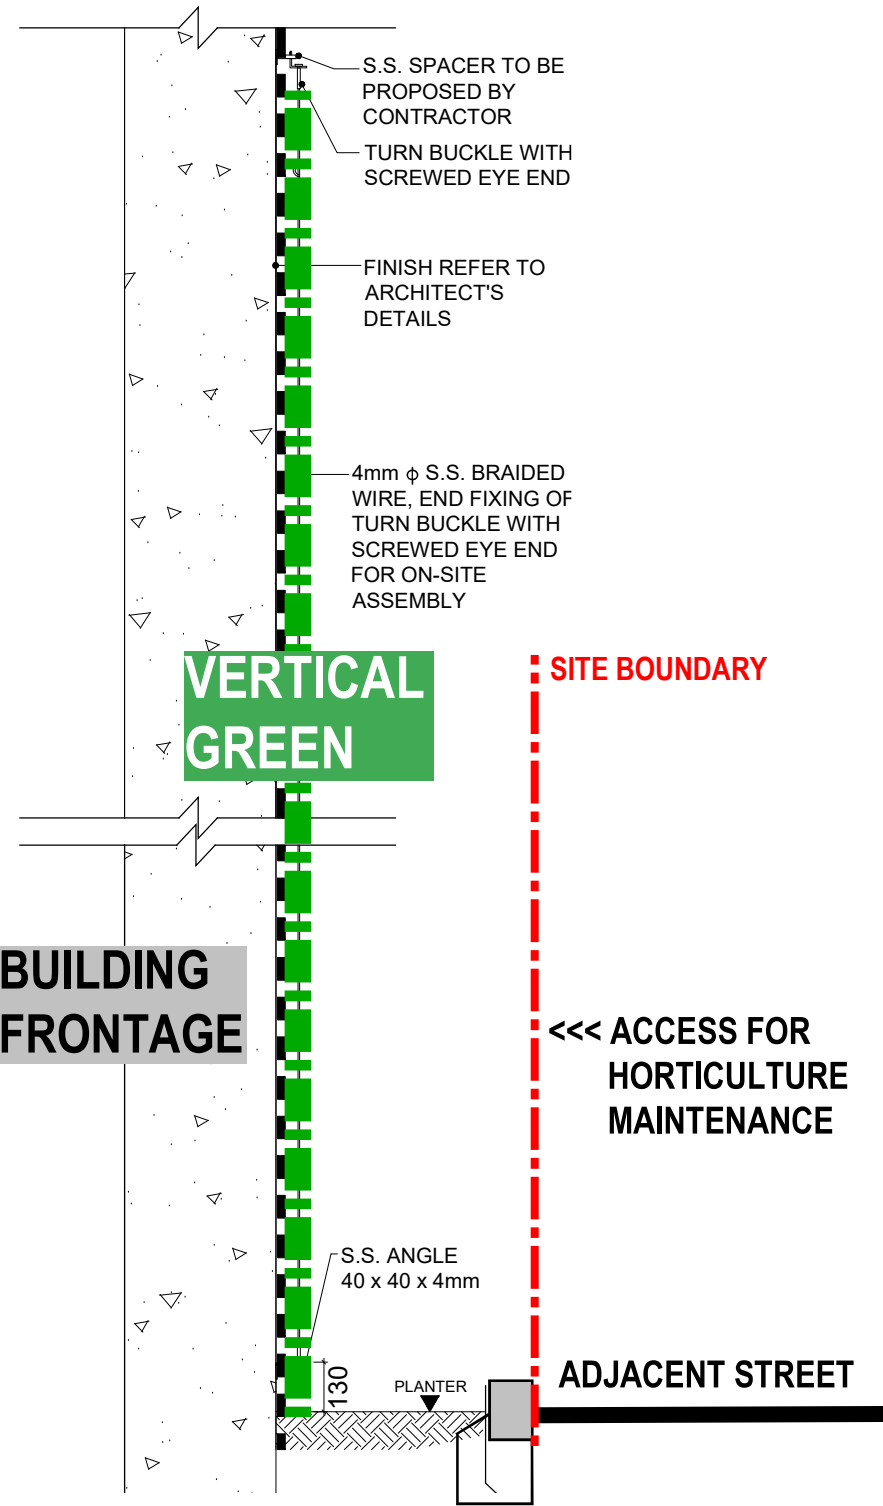 S.S. SPACER TO BE
PROPOSED BY
CONTRACTOR
TURN BUCKLE WITH
SCREWED EYE END
FINISH REFER TO
ARCHITECT'S
DETAILS
4mm ϕ S.S. BRAIDED
WIRE, END FIXING OF
TURN BUCKLE WITH
SCREWED EYE END
FOR ON-SITE
ASSEMBLY
VERTICAL
GREEN
SITE BOUNDARY
BUILDING
FRONTAGE
<<< ACCESS FOR
HORTICULTURE
MAINTENANCE
S.S. ANGLE
40 x 40 x 4mm
130
PLANTER
ADJACENT STREET